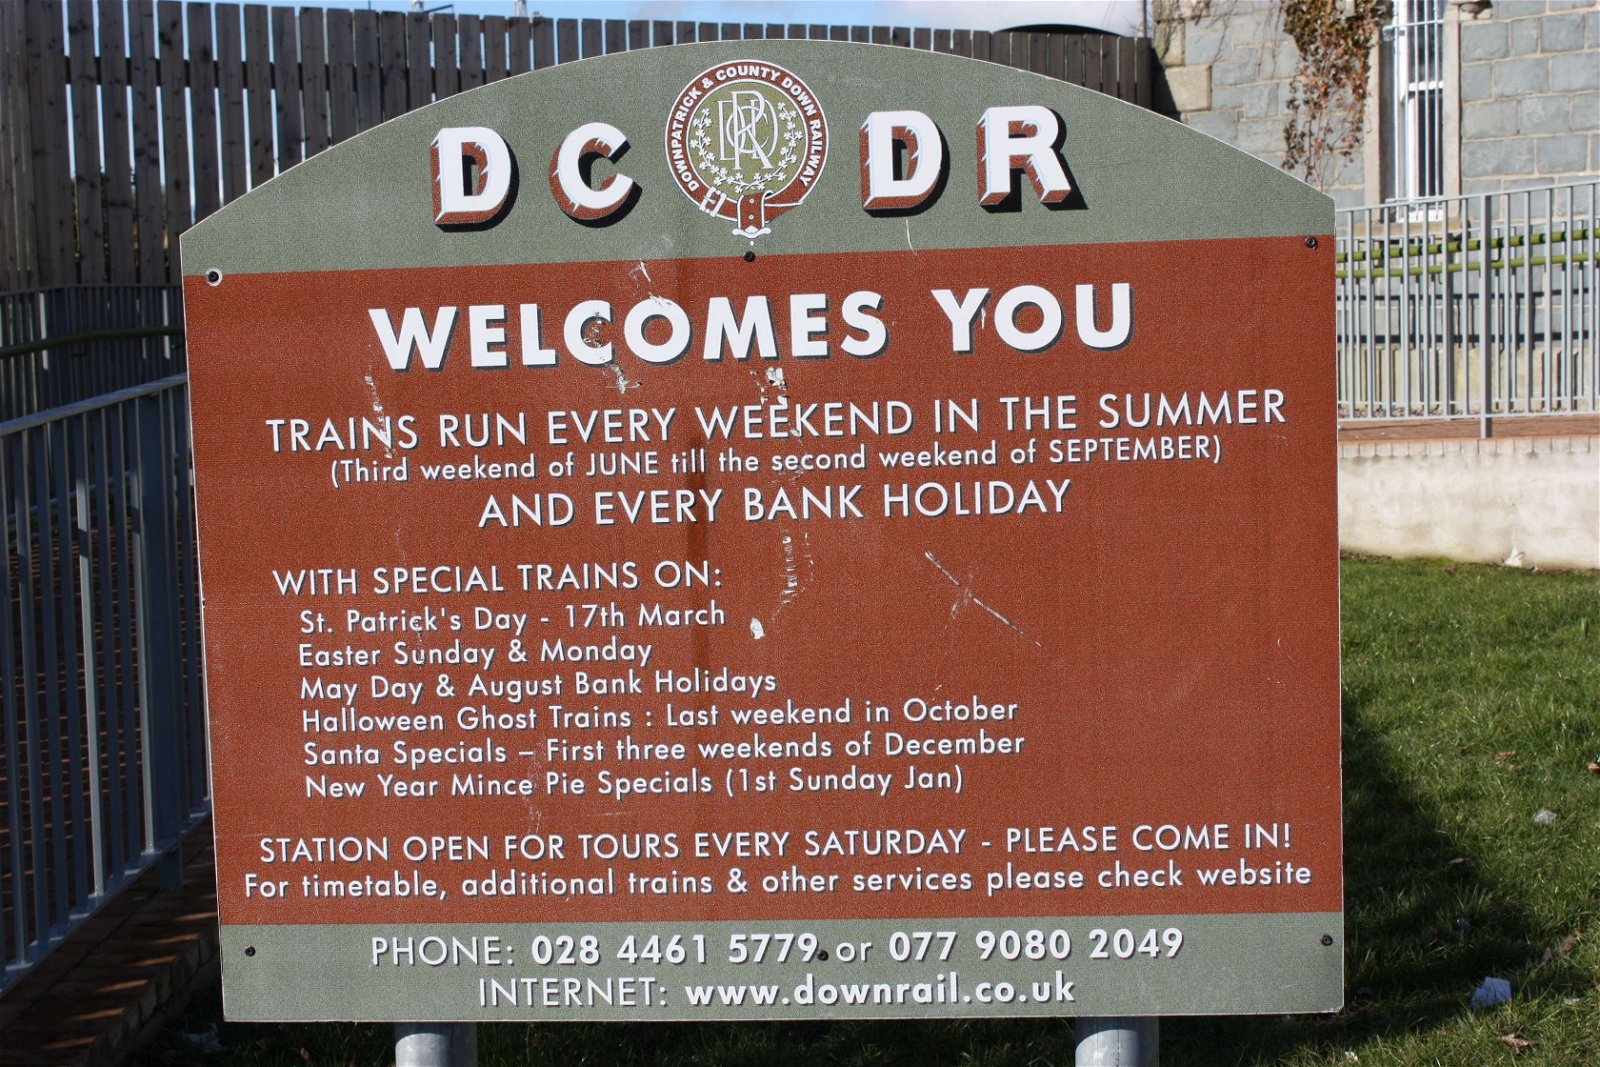 DC DR
DOWNPATRICK & COUNTY DOWN RAILWAY
WELCOMES YOU
TRAINS RUN EVERY WEEKEND IN THE SUMMER
(Third weekend of JUNE till the second weekend of SEPTEMBER)
AND EVERY BANK HOLIDAY
WITH SPECIAL TRAINS ON:
St. Patrick's Day - 17th March
Easter Sunday & Monday
May Day & August Bank Holidays
Halloween Ghost Trains : Last weekend in October
Santa Specials – First three weekends of December
New Year Mince Pie Specials (1st Sunday Jan)
STATION OPEN FOR TOURS EVERY SATURDAY - PLEASE COME IN!
For timetable, additional trains & other services please check website
PHONE: 028 4461 5779 or 077 9080 2049
INTERNET: www.downrail.co.uk